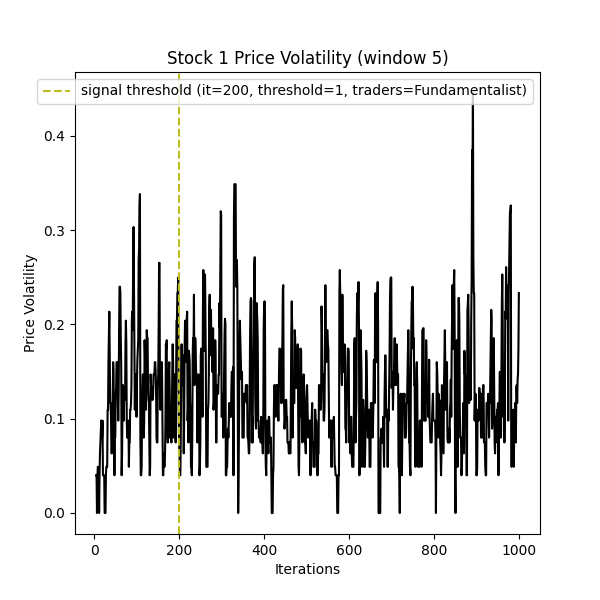 Stock 1 Price Volatility (window 5)
signal threshold (it=200, threshold=1, traders=Fundamentalist)
Price Volatility
0.4
0.3
0.2
0.1
0.0
0 200 400 600 800 1000
Iterations